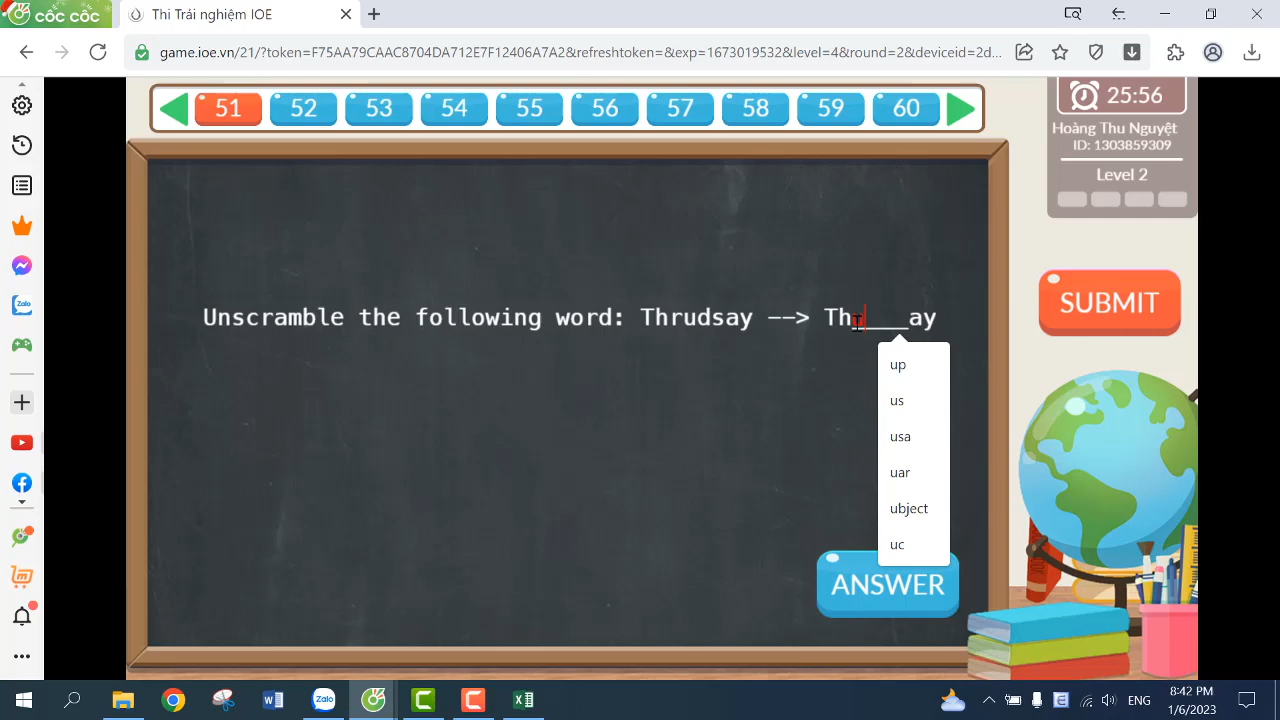 cốc cốc
Thi Trải nghiệm IOE
game.ioe.vn/21/?token=F75AA79CAAC8704DA712E7F12406A7A2&refreshtoken=&exp=1673019532&level=4&round=2&deviceid=2d...
51 52 53 54 55 56 57 58 59 60
25:56
Hoàng Thu Nguyệt
ID: 1303859309
Level 2
Zalo
Unscramble the following word: Thrudsay --> Thu____ay
up
us
usa
uar
ubject
uc
SUBMIT
ANSWER
Zalo
ENG
8:42 PM
1/6/2023